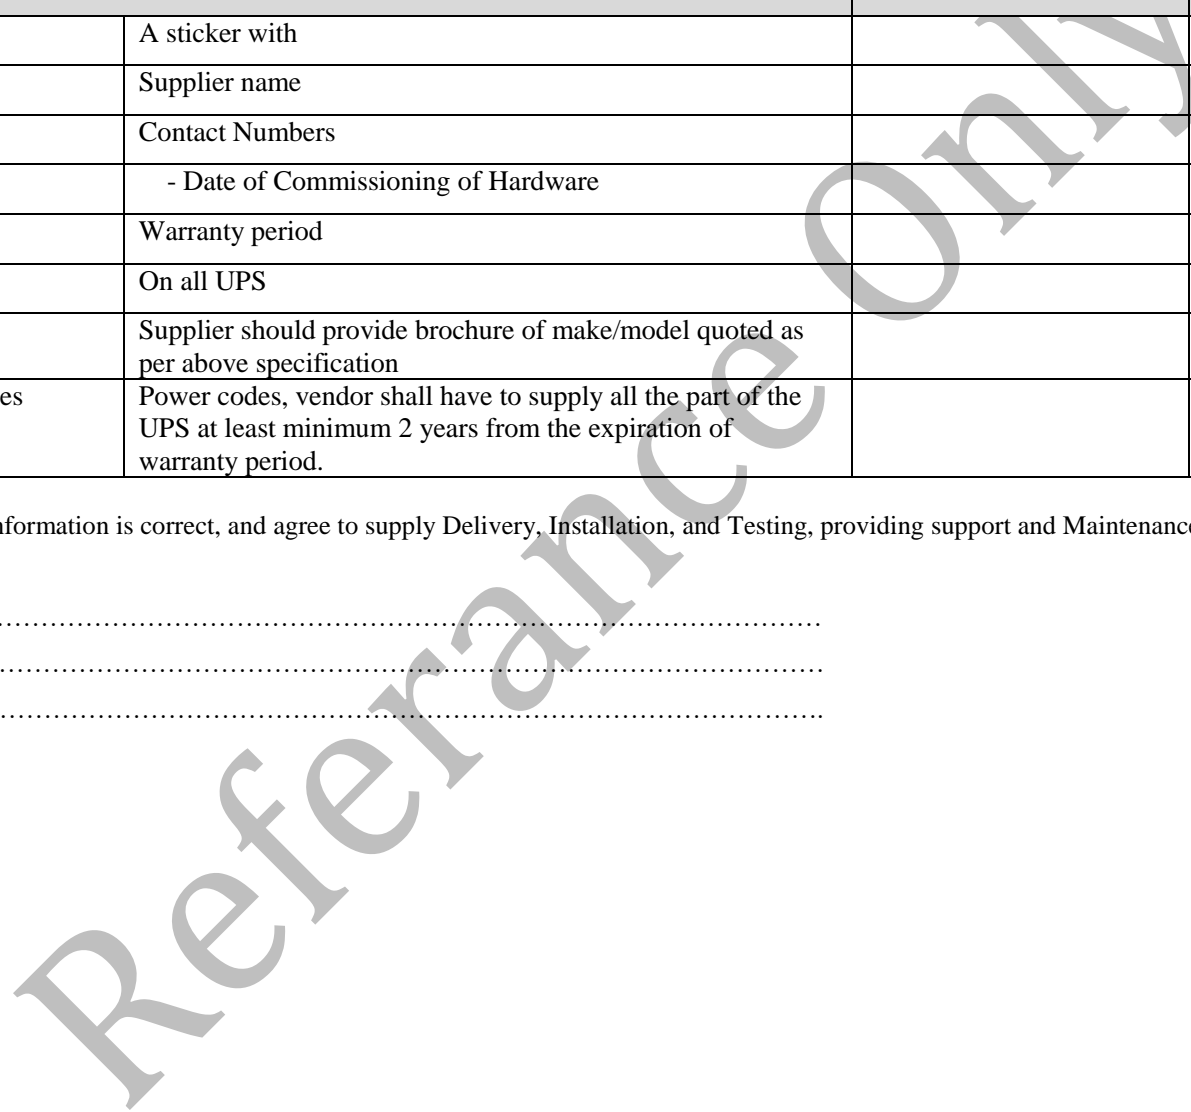 A sticker with
Supplier name
Contact Numbers
- Date of Commissioning of Hardware
Warranty period
On all UPS
Supplier should provide brochure of make/model quoted as
per above specification
es
Power codes, vendor shall have to supply all the part of the
UPS at least minimum 2 years from the expiration of
warranty period.
nformation is correct, and agree to supply Delivery, Installation, and Testing, providing support and Maintenance
……………………………………………………………………………………
……………………………………………………………………………………
…………………………………………………………………………………….
Referance Only